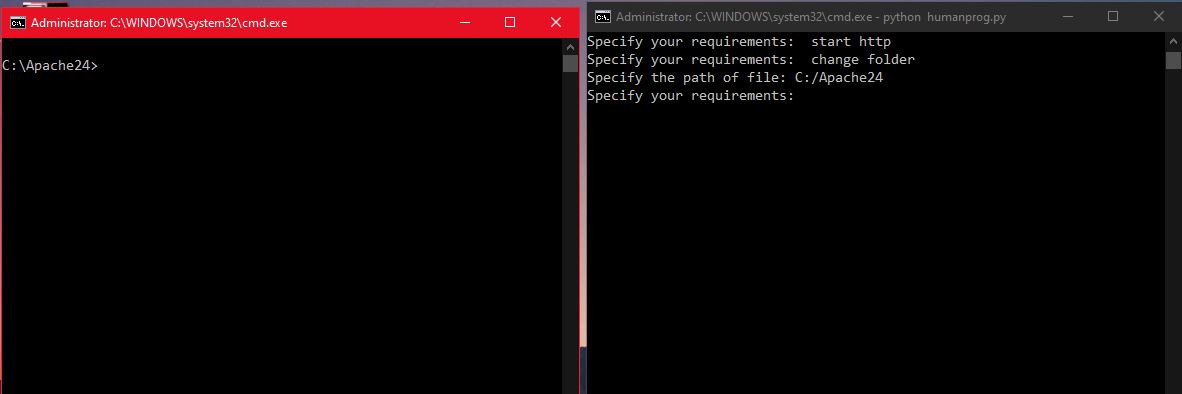 Administrator: C:\WINDOWS\system32\cmd.exe
C:\Apache24>
Administrator: C:\WINDOWS\system32\cmd.exe - python  humanprog.py
Specify your requirements:  start http
Specify your requirements:  change folder
Specify the path of file: C:/Apache24
Specify your requirements: